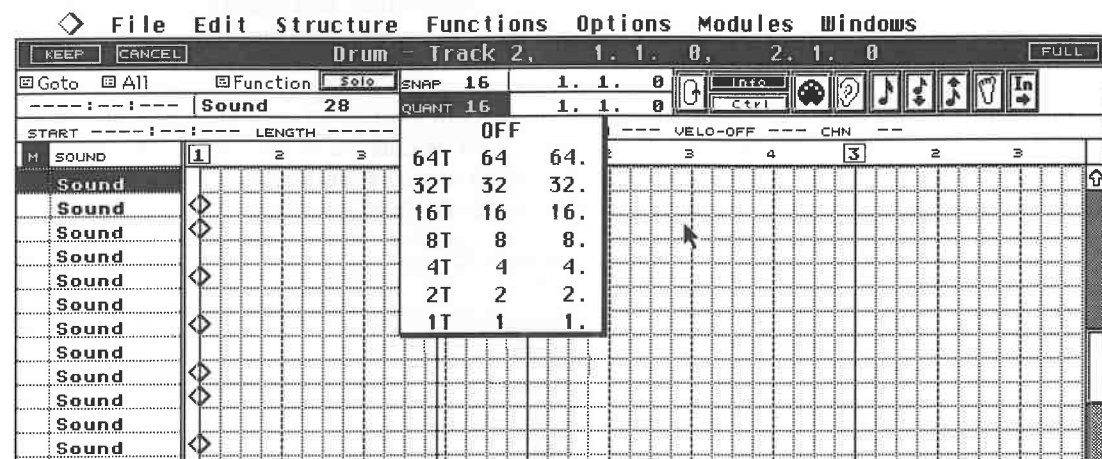 File Edit Structure Functions Options Modules Windows
KEEP CANCEL Drum - Track 2, 1. 1. 0, 2. 1. 0 FULL
Goto All Function Solo SNAP 16 1. 1. 0 Info In
----:--:--- Sound 28 QUANT 16 1. 1. 0 Ctrl
START ----:--:--- LENGTH ----- --- VELO-OFF --- CHN --
M SOUND 1 2 3 3 4 3 2 3
OFF
64T 64 64.
32T 32 32.
16T 16 16.
8T 8 8.
4T 4 4.
2T 2 2.
1T 1 1.
Sound
Sound
Sound
Sound
Sound
Sound
Sound
Sound
Sound
Sound
Sound
Sound